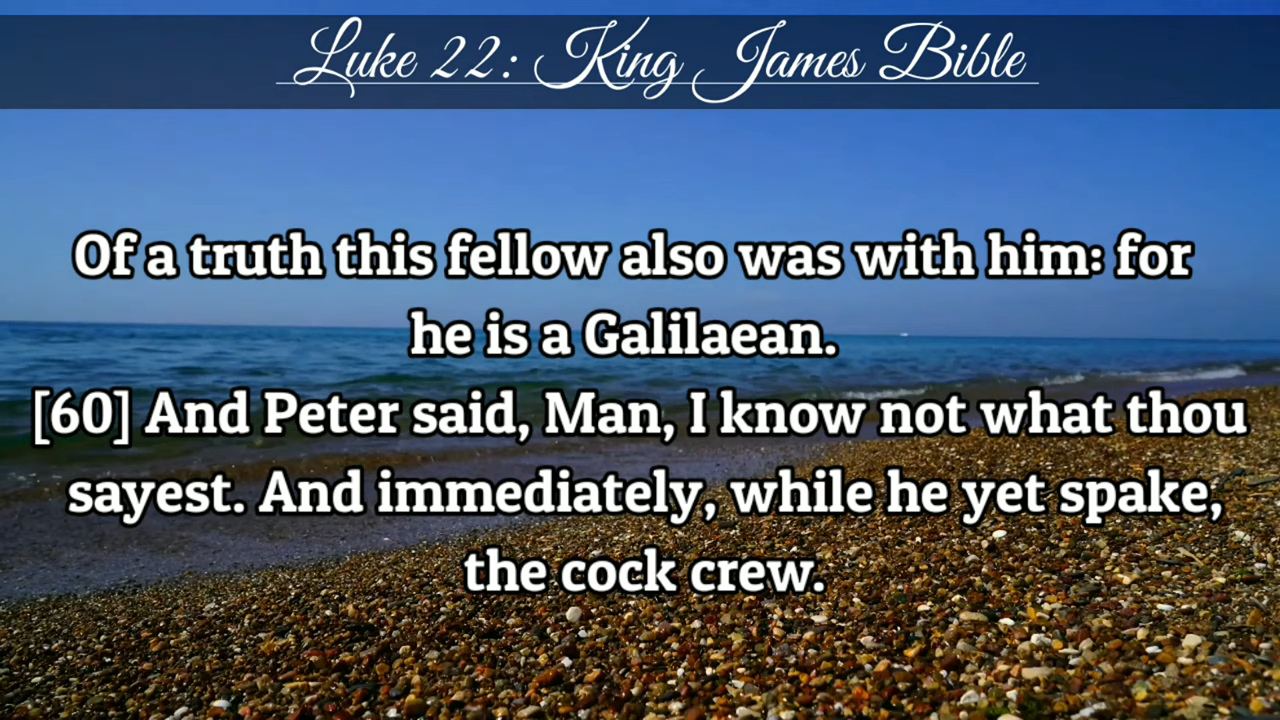 Luke 22: King James Bible
Of a truth this fellow also was with him: for
he is a Galilaean.
[60] And Peter said, Man, I know not what thou
sayest. And immediately, while he yet spake,
the cock crew.